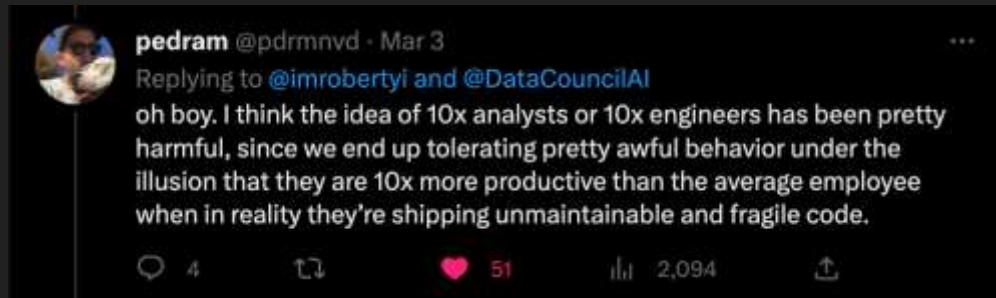 pedram @pdrmnvd · Mar 3
Replying to @imrobertyi and @DataCouncilAI
oh boy. I think the idea of 10x analysts or 10x engineers has been pretty
harmful, since we end up tolerating pretty awful behavior under the
illusion that they are 10x more productive than the average employee
when in reality they're shipping unmaintainable and fragile code.
4 51 2,094